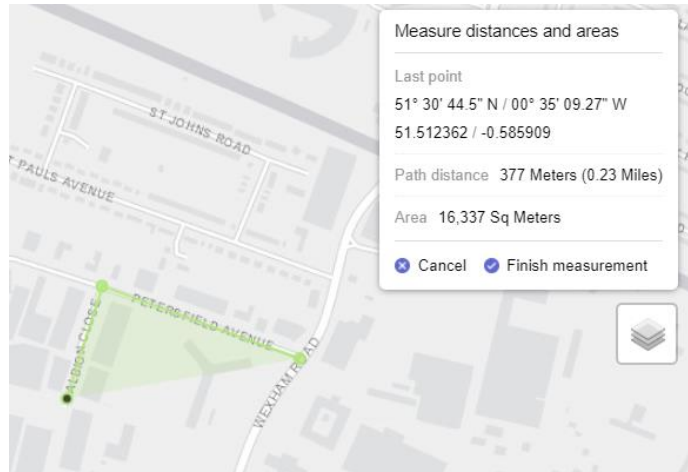 Measure distances and areas
Last point
51° 30' 44.5" N / 00° 35' 09.27" W
51.512362 / -0.585909
Path distance 377 Meters (0.23 Miles)
Area 16,337 Sq Meters
Cancel Finish measurement
ST JOHNS ROAD
T PAULS AVENUE
PETERSFIELD AVENUE
ALBION CLOSE
WEXHAM ROAD